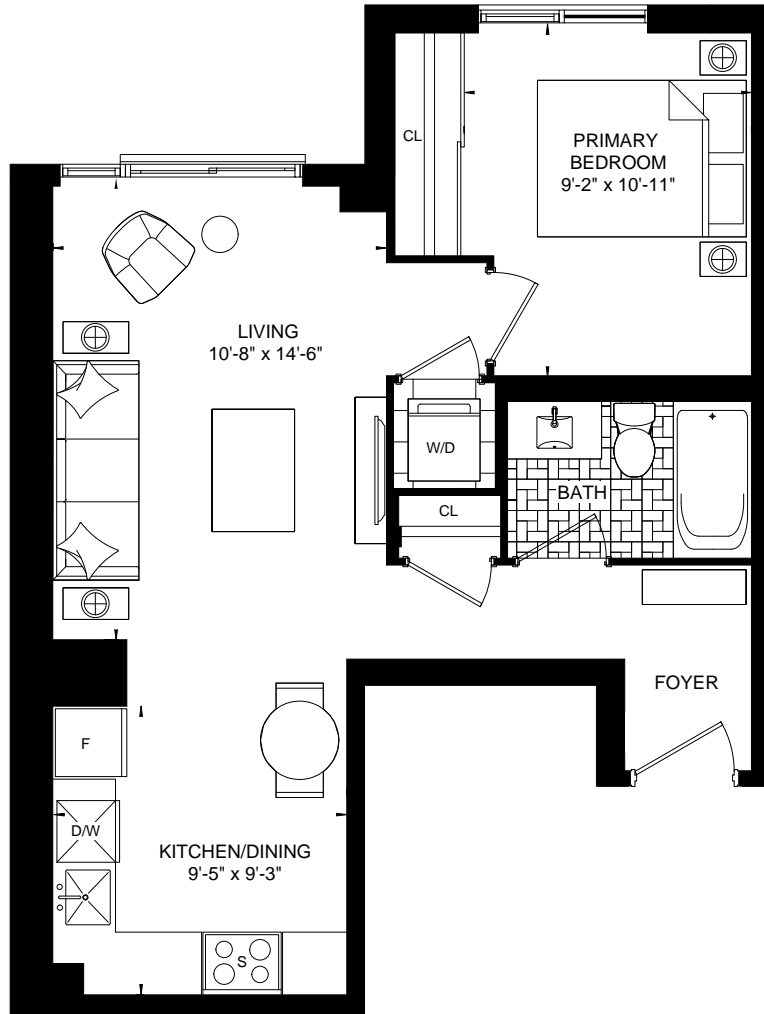 CL
PRIMARY
BEDROOM
9'-2" x 10'-11"
LIVING
10'-8" x 14'-6"
W/D
BATH
CL
FOYER
F
D/W
KITCHEN/DINING
9'-5" x 9'-3"
S